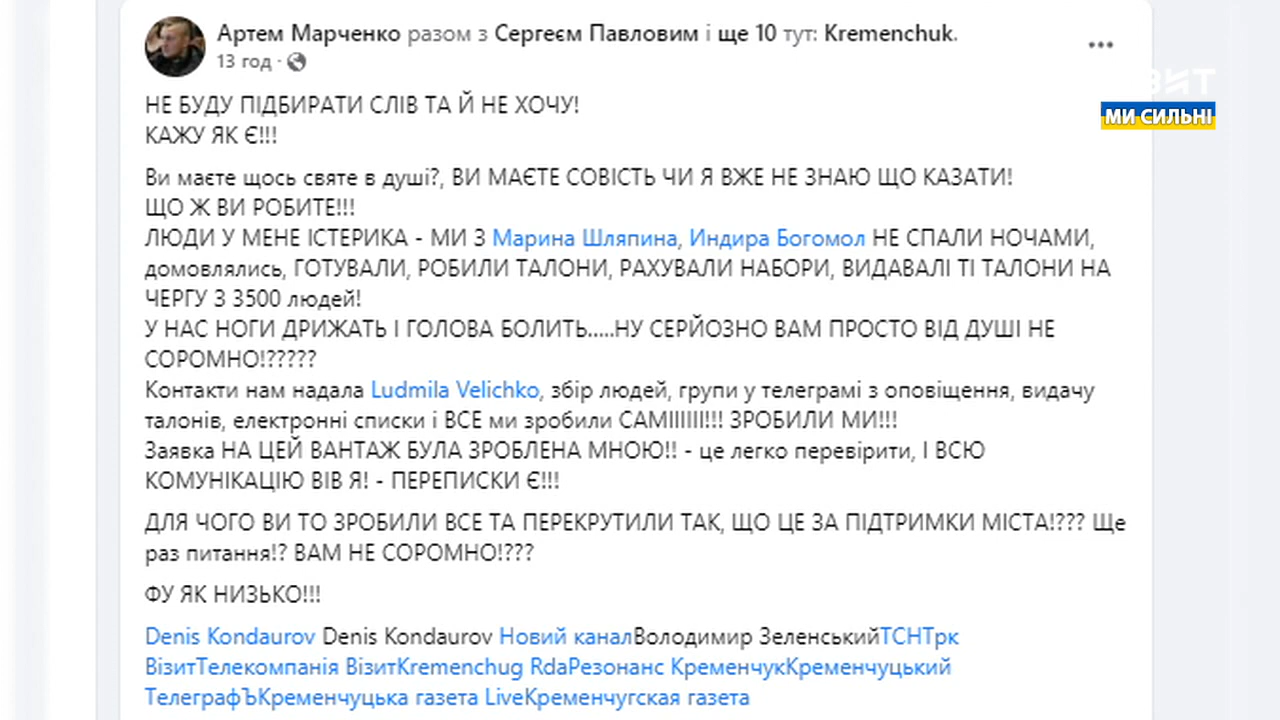 Артем Марченко разом з Сергеєм Павловим і ще 10 тут: Kremenchuk.
13 год ·
ВІЗИТ
МИ СИЛЬНІ
НЕ БУДУ ПІДБИРАТИ СЛІВ ТА Й НЕ ХОЧУ!
КАЖУ ЯК Є!!!
Ви маєте щось святе в душі?, ВИ МАЄТЕ СОВІСТЬ ЧИ Я ВЖЕ НЕ ЗНАЮ ЩО КАЗАТИ!
ЩО Ж ВИ РОБИТЕ!!!
ЛЮДИ У МЕНЕ ІСТЕРИКА - МИ З Марина Шляпина, Индира Богомол НЕ СПАЛИ НОЧАМИ,
домовлялись, ГОТУВАЛИ, РОБИЛИ ТАЛОНИ, РАХУВАЛИ НАБОРИ, ВИДАВАЛІ ТІ ТАЛОНИ НА
ЧЕРГУ З 3500 людей!
У НАС НОГИ ДРИЖАТЬ І ГОЛОВА БОЛИТЬ.....НУ СЕРЙОЗНО ВАМ ПРОСТО ВІД ДУШІ НЕ
СОРОМНО!?????
Контакти нам надала Ludmila Velichko, збір людей, групи у телеграмі з оповіщення, видачу
талонів, електронні списки і ВСЕ ми зробили САМІІІІІІІ!!! ЗРОБИЛИ МИ!!!
Заявка НА ЦЕЙ ВАНТАЖ БУЛА ЗРОБЛЕНА МНОЮ!! - це легко перевірити, І ВСЮ
КОМУНІКАЦІЮ ВІВ Я! - ПЕРЕПИСКИ Є!!!
ДЛЯ ЧОГО ВИ ТО ЗРОБИЛИ ВСЕ ТА ПЕРЕКРУТИЛИ ТАК, ЩО ЦЕ ЗА ПІДТРИМКИ МІСТА!??? Ще
раз питання!? ВАМ НЕ СОРОМНО!???
ФУ ЯК НИЗЬКО!!!
Denis Kondaurov Denis Kondaurov Новий каналВолодимир ЗеленськийТСНТрк
ВізитТелекомпанія ВізитKremenchug RdaРезонанс КременчукКременчуцький
ТелеграфЪКременчуцька газета LiveКременчугская газета